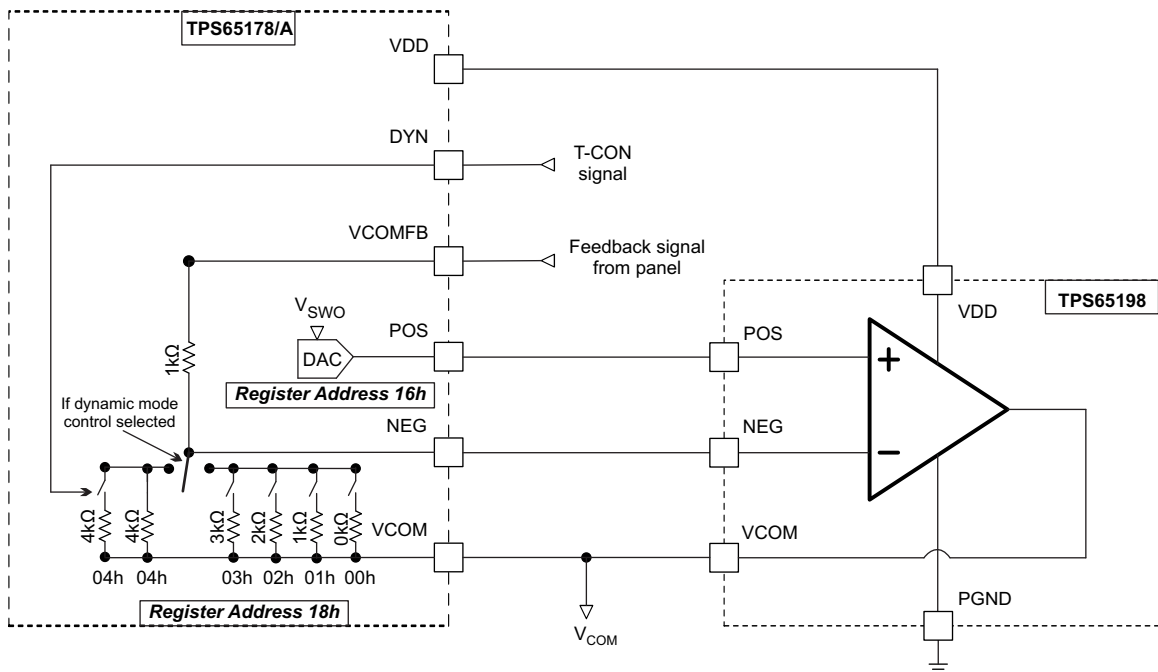 TPS65178/A
VDD
DYN
T-CON
signal
VCOMFB
Feedback signal
from panel
TPS65198
VDD
VSWO
POS
POS
1kΩ
DAC
+
Register Address 16h
If dynamic mode
control selected
NEG
NEG
−
4kΩ
4kΩ
3kΩ
2kΩ
1kΩ
0kΩ
VCOM
VCOM
04h 04h 03h 02h 01h 00h
Register Address 18h
VCOM
PGND